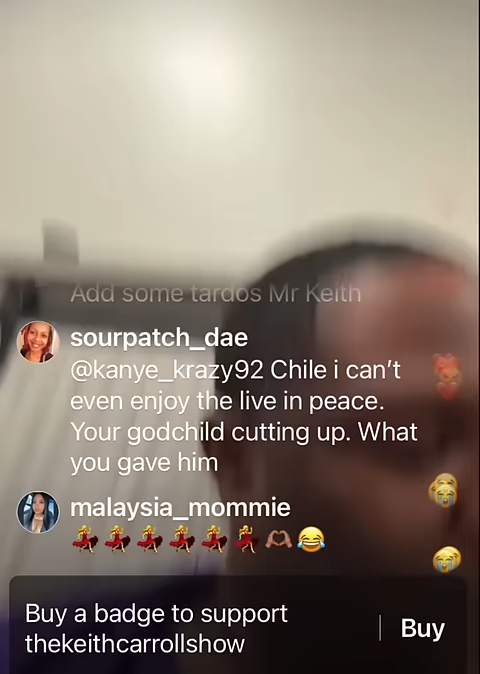 Add some tardos Mr Keith
sourpatch_dae
@kanye_krazy92 Chile i can't
even enjoy the live in peace.
Your godchild cutting up. What
you gave him
malaysia_mommie
💃💃💃💃💃💃🫶🏽😂
Buy a badge to support
thekeithcarrollshow
Buy